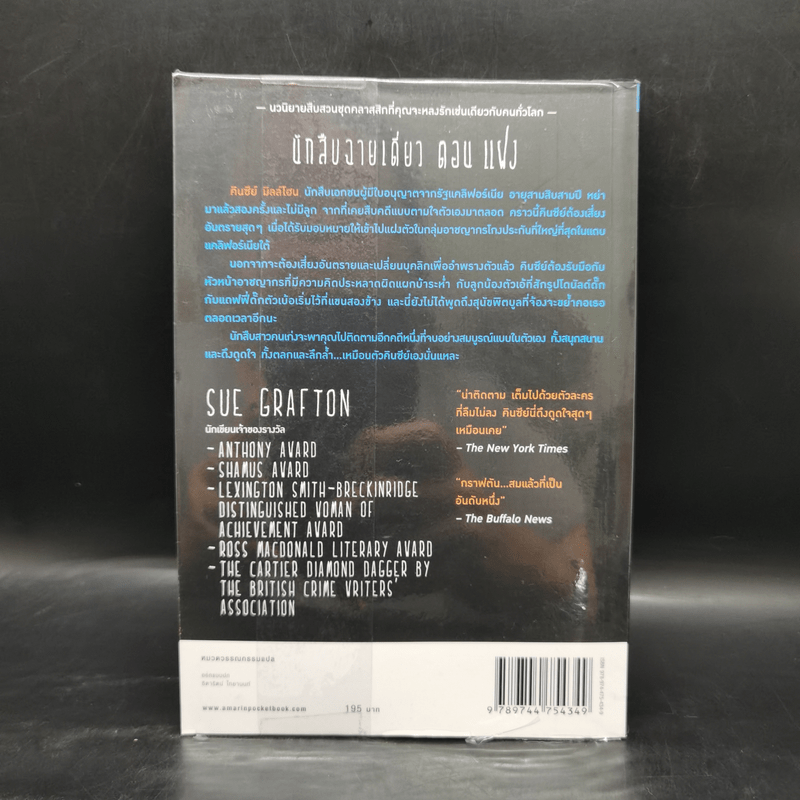 — นวนิยายสืบสวนชุดคลาสสิกที่คุณจะหลงรักเช่นเดียวกับคนทั่วโลก —
นักสืบฉายเดี่ยว ตอน แฝง
คินซีย์ มิลล์โฮน นักสืบเอกชนผู้มีใบอนุญาตจากรัฐแคลิฟอร์เนีย อายุสามสิบสามปี หย่า
มาแล้วสองครั้งและไม่มีลูก จากที่เคยสืบคดีแบบตามใจตัวเองมาตลอด คราวนี้คินซีย์ต้องเสี่ยง
อันตรายสุดๆ เมื่อได้รับมอบหมายให้เข้าไปแฝงตัวในกลุ่มอาชญากรโกงประกันที่ใหญ่ที่สุดในแถบ
แคลิฟอร์เนียใต้
นอกจากจะต้องเสี่ยงอันตรายและเปลี่ยนบุคลิกเพื่ออำพรางตัวแล้ว คินซีย์ต้องรับมือกับ
หัวหน้าอาชญากรที่มีความคิดประหลาดผิดแผกบ้าระห่ำ กับลูกน้องตัวเอ้ที่สักรูปโดนัลด์ดั๊ก
กับแดฟฟี่ดั๊กตัวเบ้อเริ่มไว้ที่แขนสองข้าง และนี่ยังไม่ได้พูดถึงสุนัขพิตบูลที่จ้องจะขย้ำคอเธอ
ตลอดเวลาอีกนะ
นักสืบสาวคนเก่งจะพาคุณไปติดตามอีกคดีหนึ่งที่จบอย่างสมบูรณ์แบบในตัวเอง ทั้งสนุกสนาน
และดึงดูดใจ ทั้งตลกและลึกล้ำ...เหมือนตัวคินซีย์เองนั่นแหละ
SUE GRAFTON
นักเขียนเจ้าของรางวัล
- ANTHONY AVARD
- SHAMUS AVARD
- LEXINGTON SMITH-BRECKINRIDGE
DISTINGUISHED VOMAN OF
ACHIEVEMENT AVARD
- ROSS MACDONALD LITERARY AVARD
- THE CARTIER DIAMOND DAGGER BY
THE BRITISH CRIME VRITERS'
ASSOCIATION
"น่าติดตาม เต็มไปด้วยตัวละคร
ที่ลืมไม่ลง คินซีย์นี่ดึงดูดใจสุดๆ
เหมือนเคย"
– The New York Times
"กราฟตัน...สมแล้วที่เป็น
อันดับหนึ่ง"
– The Buffalo News
หมวดวรรณกรรมแปล
www.amarinpocketbook.com
195 บาท
9 789744 754349